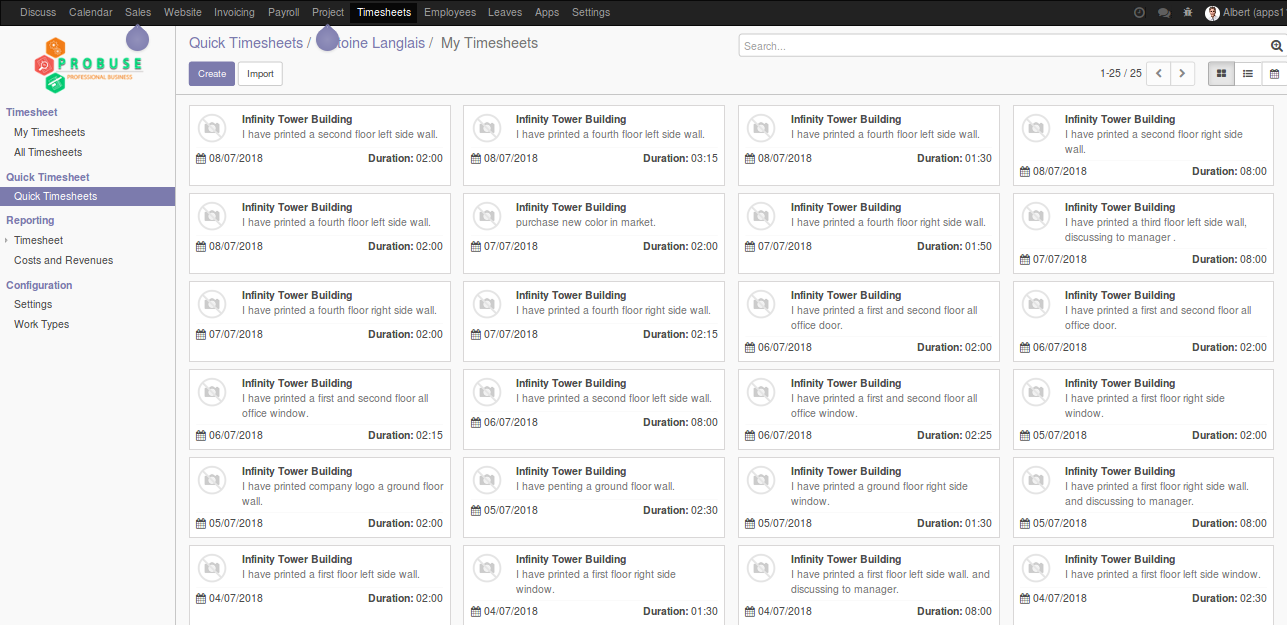 Discuss Calendar Sales Website Invoicing Payroll Project Timesheets Employees Leaves Apps Settings Albert (apps1
PROBUSE
PROFESSIONAL BUSINESS
Quick Timesheets / toine Langlais / My Timesheets
Search...
Create Import
1-25 / 25
Timesheet
My Timesheets
All Timesheets
Quick Timesheet
Quick Timesheets
Reporting
Timesheet
Costs and Revenues
Configuration
Settings
Work Types
Infinity Tower Building
I have printed a second floor left side wall.
08/07/2018 Duration: 02:00
Infinity Tower Building
I have printed a fourth floor left side wall.
08/07/2018 Duration: 03:15
Infinity Tower Building
I have printed a fourth floor left side wall.
08/07/2018 Duration: 01:30
Infinity Tower Building
I have printed a second floor right side
wall.
08/07/2018 Duration: 08:00
Infinity Tower Building
I have printed a fourth floor left side wall.
08/07/2018 Duration: 02:00
Infinity Tower Building
purchase new color in market.
07/07/2018 Duration: 02:00
Infinity Tower Building
I have printed a fourth floor right side wall.
07/07/2018 Duration: 01:50
Infinity Tower Building
I have printed a third floor left side wall,
discussing to manager .
07/07/2018 Duration: 08:00
Infinity Tower Building
I have printed a fourth floor right side wall.
07/07/2018 Duration: 02:00
Infinity Tower Building
I have printed a fourth floor right side wall.
07/07/2018 Duration: 02:15
Infinity Tower Building
I have printed a first and second floor all
office door.
06/07/2018 Duration: 02:00
Infinity Tower Building
I have printed a first and second floor all
office door.
06/07/2018 Duration: 02:00
Infinity Tower Building
I have printed a first and second floor all
office window.
06/07/2018 Duration: 02:15
Infinity Tower Building
I have printed a second floor left side wall.
06/07/2018 Duration: 08:00
Infinity Tower Building
I have printed a first and second floor all
office window.
06/07/2018 Duration: 02:25
Infinity Tower Building
I have printed a first floor right side
window.
05/07/2018 Duration: 02:00
Infinity Tower Building
I have printed company logo a ground floor
wall.
05/07/2018 Duration: 02:00
Infinity Tower Building
I have penting a ground floor wall.
05/07/2018 Duration: 02:30
Infinity Tower Building
I have printed a ground floor right side
window.
05/07/2018 Duration: 01:30
Infinity Tower Building
I have printed a first floor right side wall.
and discussing to manager.
05/07/2018 Duration: 08:00
Infinity Tower Building
I have printed a first floor left side wall.
04/07/2018 Duration: 02:00
Infinity Tower Building
I have printed a first floor right side
window.
04/07/2018 Duration: 01:30
Infinity Tower Building
I have printed a first floor left side wall. and
discussing to manager.
04/07/2018 Duration: 08:00
Infinity Tower Building
I have printed a first floor left side window.
04/07/2018 Duration: 02:30